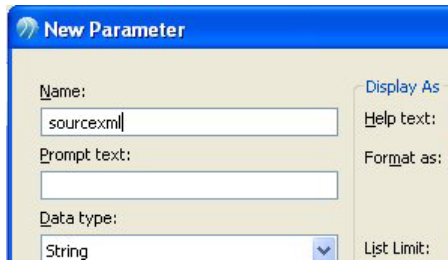 New Parameter
Name:
sourcexml
Prompt text:
Data type:
String
Display As
Help text:
Format as:
List Limit: